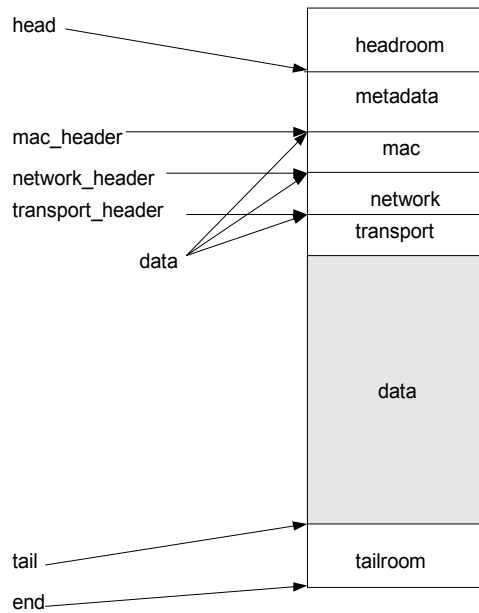 head
headroom
metadata
mac_header
mac
network_header
network
transport_header
transport
data
data
tail
tailroom
end